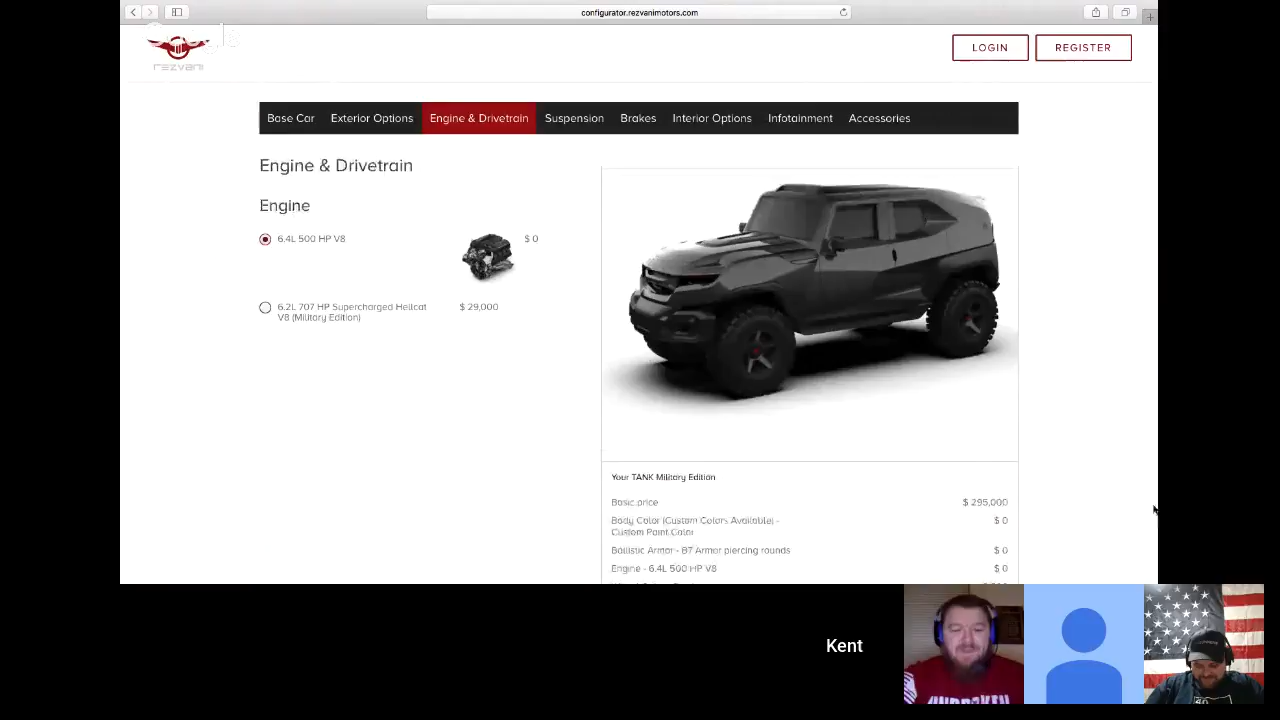 configurator.rezvanimotors.com
rezvani
LOGIN
REGISTER
Base Car Exterior Options Engine & Drivetrain Suspension Brakes Interior Options Infotainment Accessories
Engine & Drivetrain
Engine
6.4L 500 HP V8 $ 0
6.2L 707 HP Supercharged Hellcat $ 29,000
V8 (Military Edition)
Your TANK Military Edition
Basic price $ 295,000
Body Color (Custom Colors Available) - $ 0
Custom Paint Color
Ballistic Armor - B7 Armor piercing rounds $ 0
Engine - 6.4L 500 HP V8 $ 0
Kent